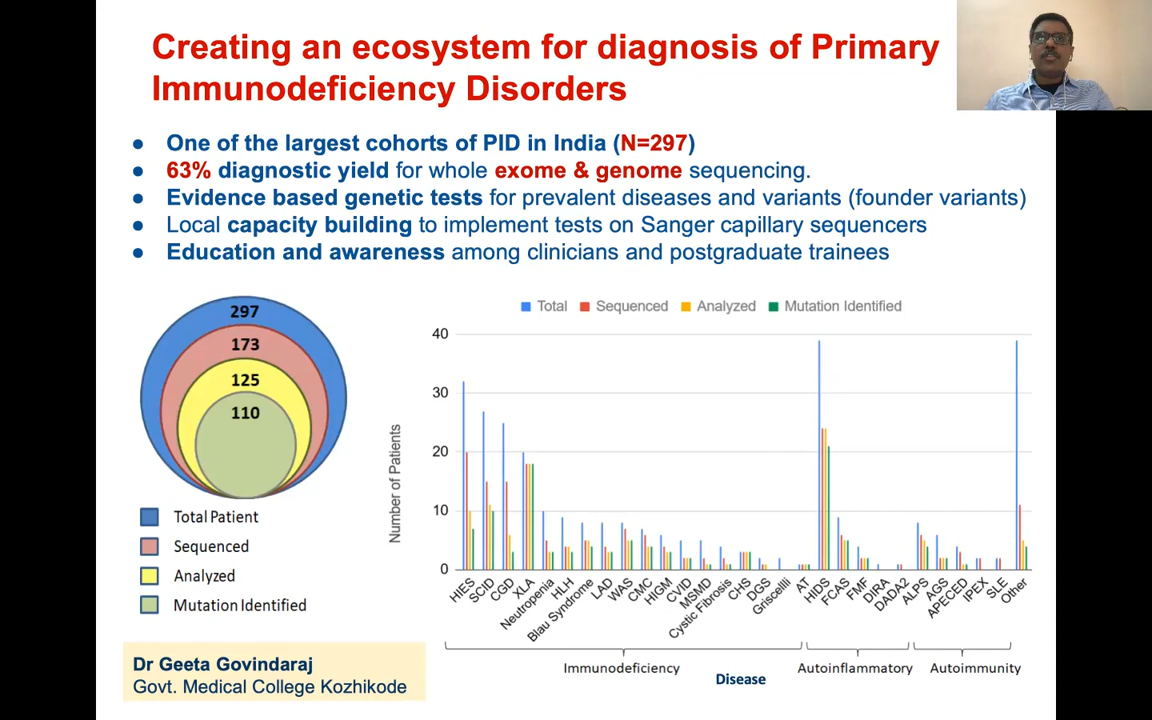 Creating an ecosystem for diagnosis of Primary
Immunodeficiency Disorders
● One of the largest cohorts of PID in India (N=297)
● 63% diagnostic yield for whole exome & genome sequencing.
● Evidence based genetic tests for prevalent diseases and variants (founder variants)
● Local capacity building to implement tests on Sanger capillary sequencers
● Education and awareness among clinicians and postgraduate trainees
297
173
125
110
Total Patient
Sequenced
Analyzed
Mutation Identified
Total Sequenced Analyzed Mutation Identified
Number of Patients
40
30
20
10
0
HIES
SCID
CGD
XLA
Neutropenia
HLH
Blau Syndrome
LAD
WAS
CMC
HIGM
CVID
MSMD
Cystic Fibrosis
CHS
DGS
Griscellli
AT
HIDS
FCAS
FMF
DIRA
DADA2
ALPS
AGS
APECED
IPEX
SLE
Other
Immunodeficiency
Autoinflammatory
Autoimmunity
Disease
Dr Geeta Govindaraj
Govt. Medical College Kozhikode